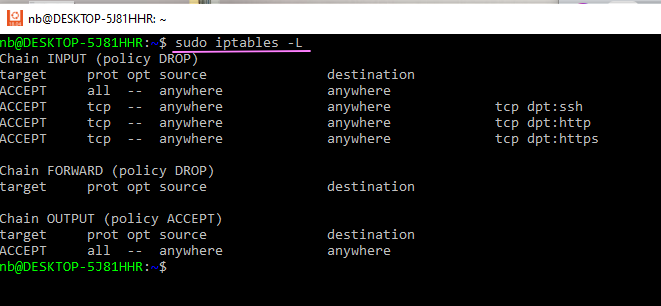 nb@DESKTOP-5J81HHR: ~
nb@DESKTOP-5J81HHR:~$ sudo iptables -L
Chain INPUT (policy DROP)
target     prot opt source               destination
ACCEPT     all  --  anywhere             anywhere
ACCEPT     tcp  --  anywhere             anywhere             tcp dpt:ssh
ACCEPT     tcp  --  anywhere             anywhere             tcp dpt:http
ACCEPT     tcp  --  anywhere             anywhere             tcp dpt:https
Chain FORWARD (policy DROP)
target     prot opt source               destination
Chain OUTPUT (policy ACCEPT)
target     prot opt source               destination
ACCEPT     all  --  anywhere             anywhere
nb@DESKTOP-5J81HHR:~$